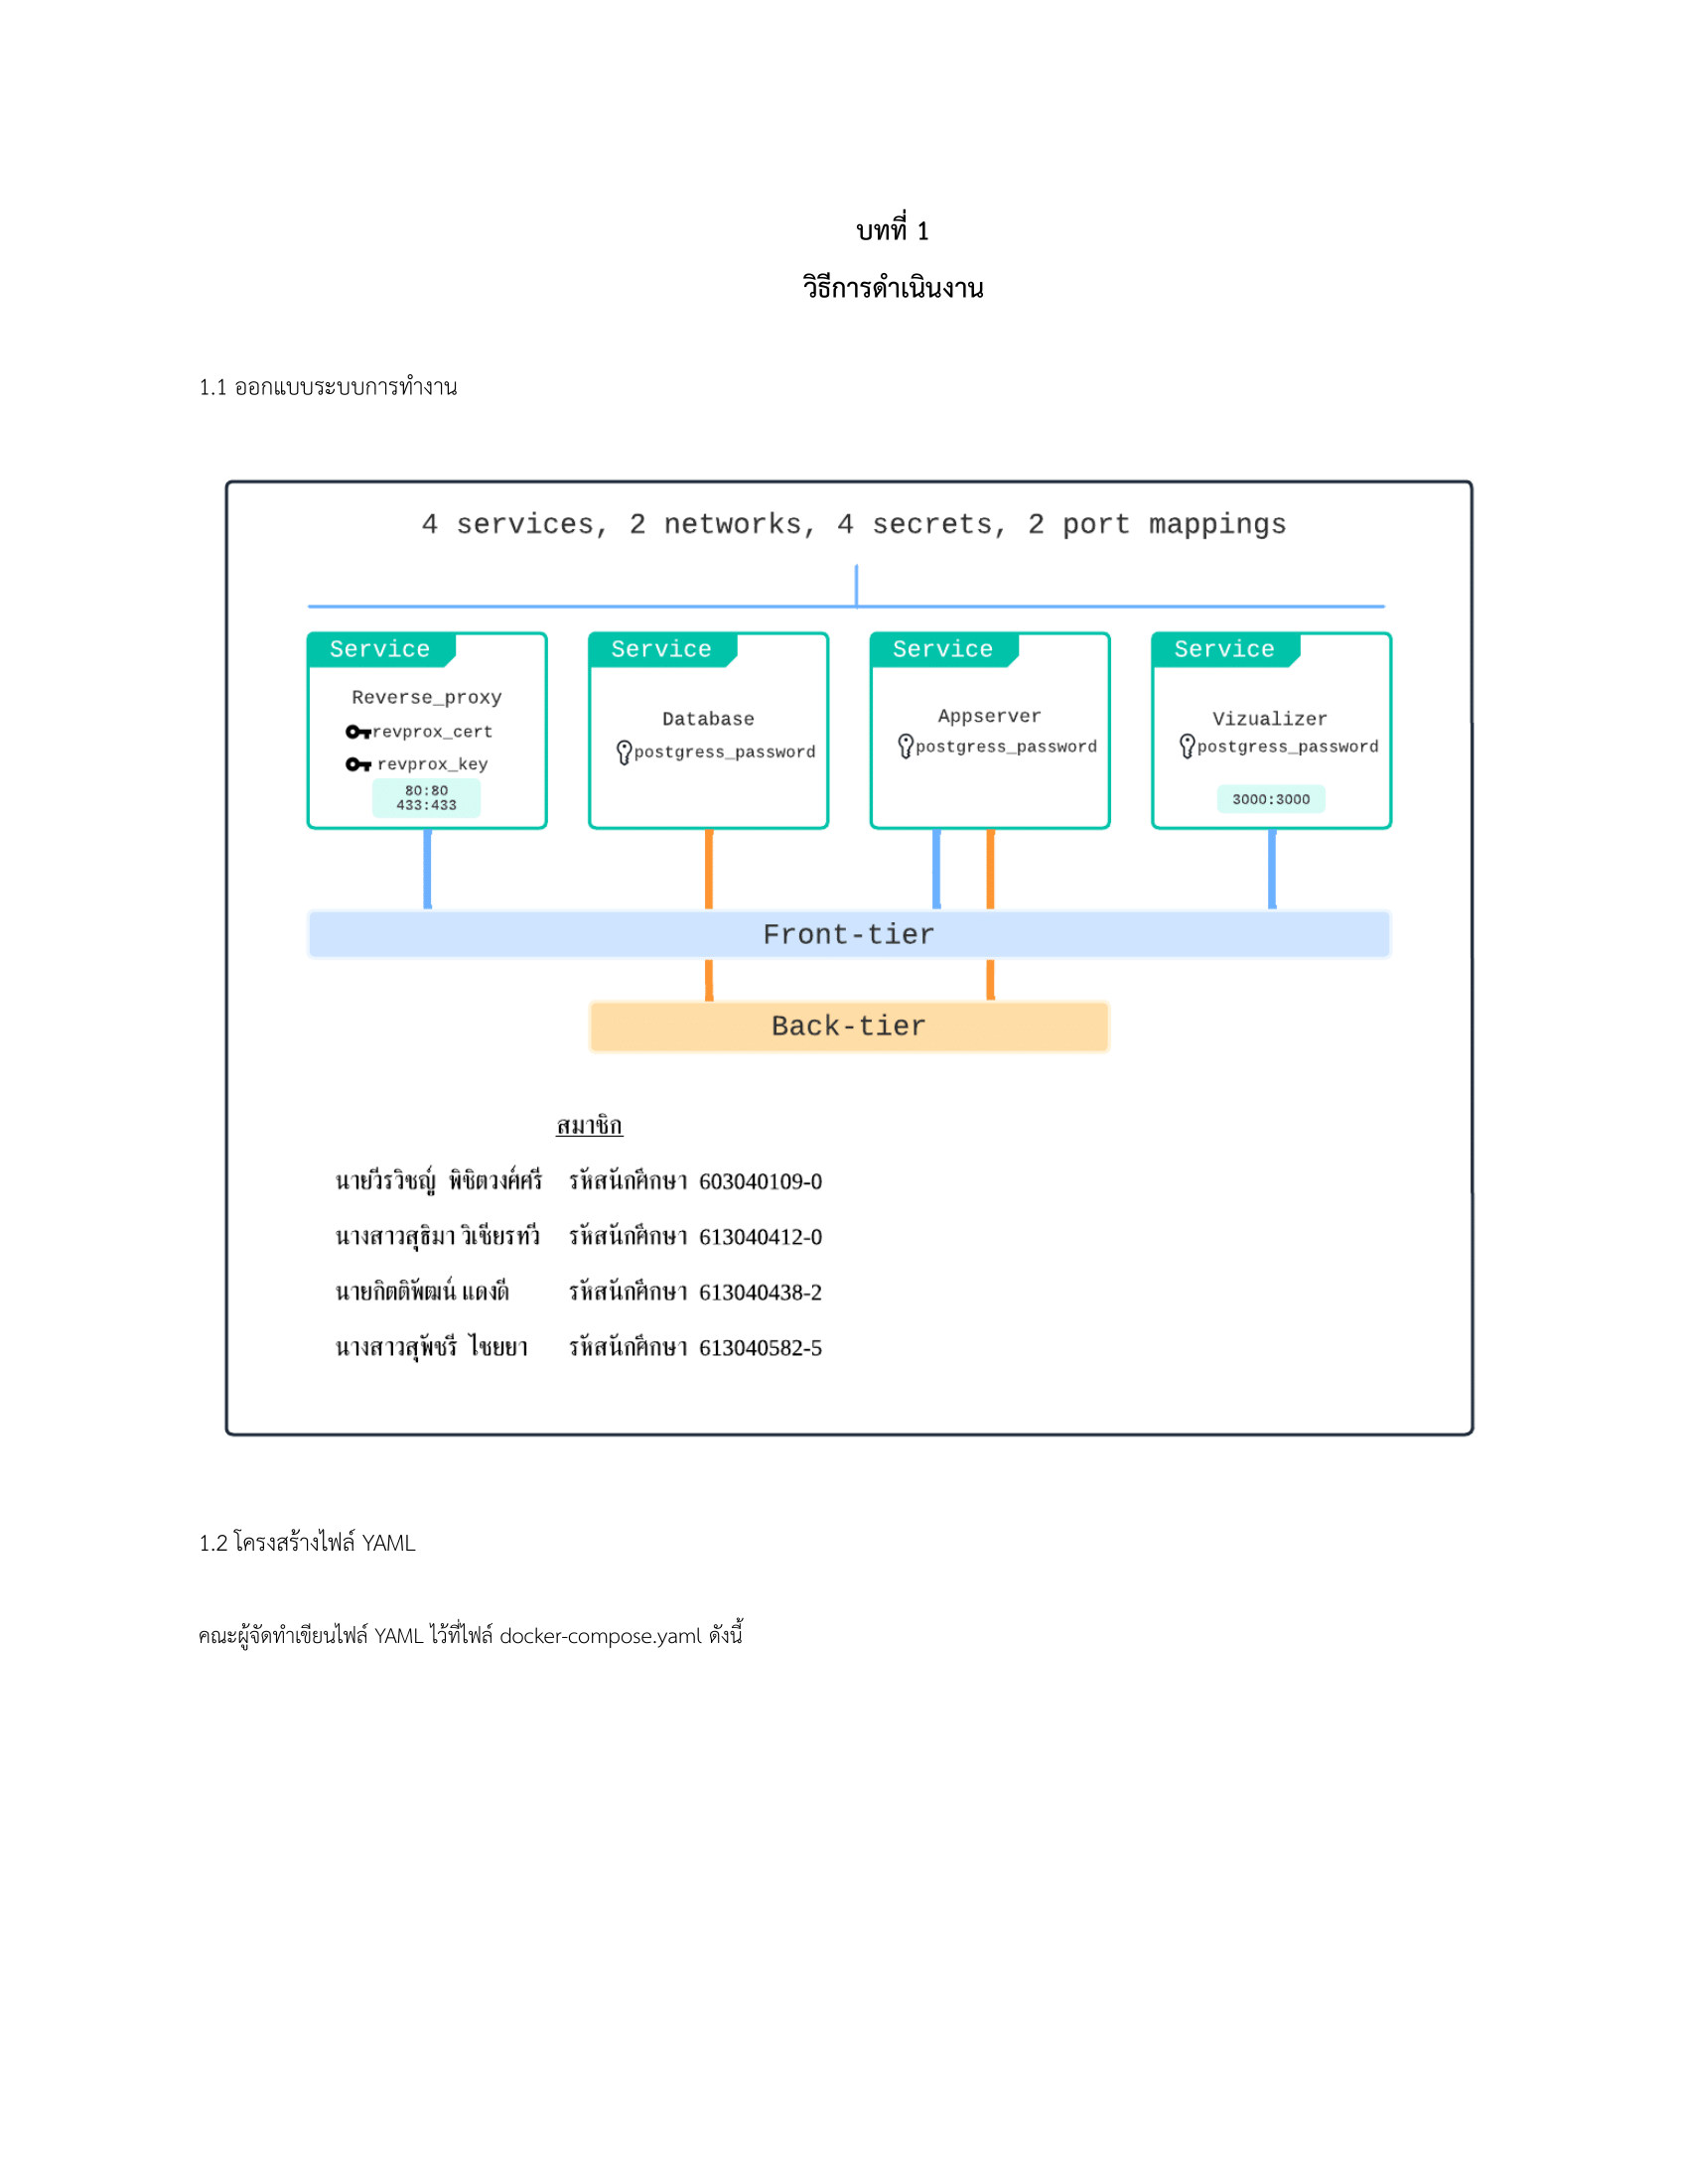 บทที่ 1
วิธีการดำเนินงาน
1.1 ออกแบบระบบการทำงาน
4 services, 2 networks, 4 secrets, 2 port mappings
Service
Reverse_proxy
revprox_cert
revprox_key
80:80
433:433
Service
Database
postgress_password
Service
Appserver
postgress_password
Service
Vizualizer
postgress_password
3000:3000
Front-tier
Back-tier
สมาชิก
นายวีรวิชญ์ พิชิตวงศ์ศรี รหัสนักศึกษา 603040109-0
นางสาวสุธิมา วิเชียรทวี รหัสนักศึกษา 613040412-0
นายกิตติพัฒน์ แดงดี รหัสนักศึกษา 613040438-2
นางสาวสุพัชรี ไชยยา รหัสนักศึกษา 613040582-5
1.2 โครงสร้างไฟล์ YAML
คณะผู้จัดทำเขียนไฟล์ YAML ไว้ที่ไฟล์ docker-compose.yaml ดังนี้